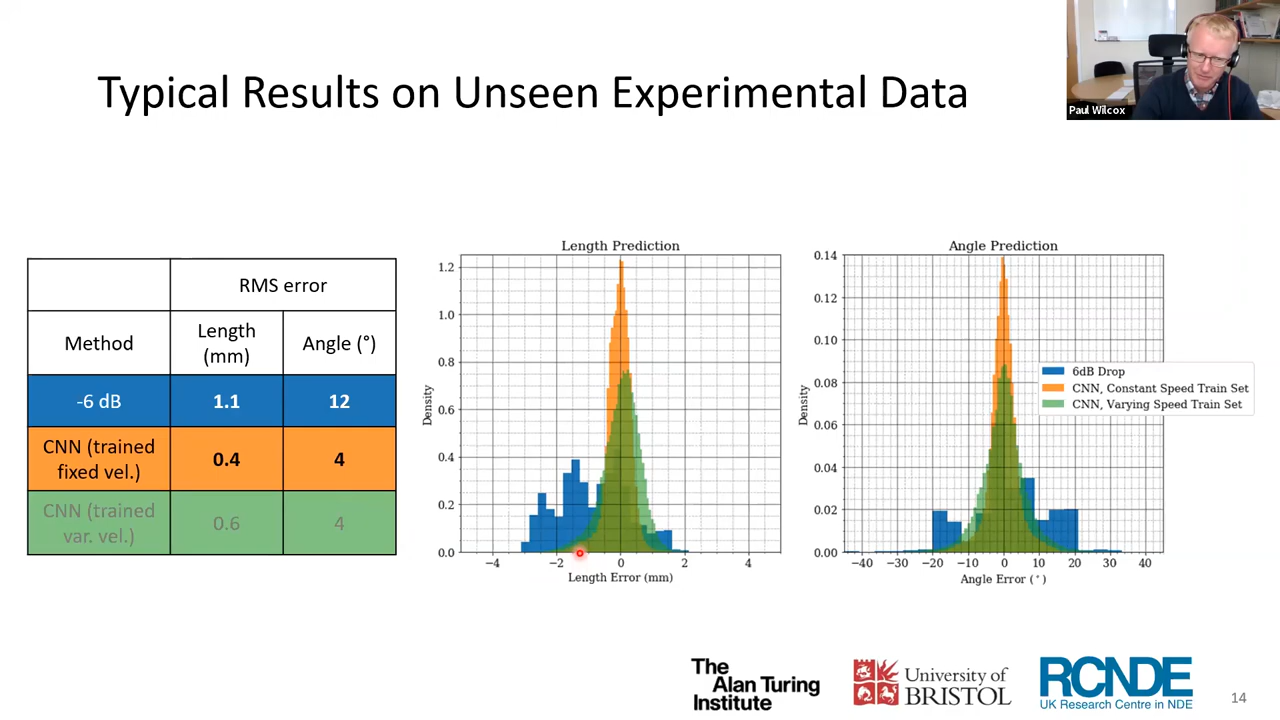 Paul Wilcox
Typical Results on Unseen Experimental Data
RMS error
Method
Length
(mm)
Angle (°)
-6 dB
1.1
12
CNN (trained
fixed vel.)
0.4
4
CNN (trained
var. vel.)
0.6
4
Length Prediction
Density
1.2
1.0
0.8
0.6
0.4
0.2
0.0
−4 −2 0 2 4
Length Error (mm)
Angle Prediction
Density
0.14
0.12
0.10
0.08
0.06
0.04
0.02
0.00
−40 −30 −20 −10 0 10 20 30 40
Angle Error (°)
6dB Drop
CNN, Constant Speed Train Set
CNN, Varying Speed Train Set
The
Alan Turing
Institute
University of
BRISTOL
RCNDE
UK Research Centre in NDE
14